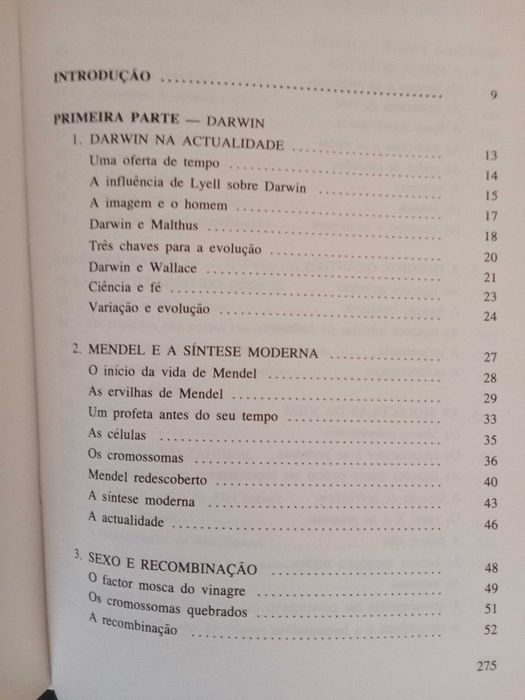 INTRODUÇÃO ........................................ 9
PRIMEIRA PARTE — DARWIN
1. DARWIN NA ACTUALIDADE ........................ 13
Uma oferta de tempo ........................ 14
A influência de Lyell sobre Darwin ........................ 15
A imagem e o homem ........................ 17
Darwin e Malthus ........................ 18
Três chaves para a evolução ........................ 20
Darwin e Wallace ........................ 21
Ciência e fé ........................ 23
Variação e evolução ........................ 24
2. MENDEL E A SÍNTESE MODERNA ........................ 27
O início da vida de Mendel ........................ 28
As ervilhas de Mendel ........................ 29
Um profeta antes do seu tempo ........................ 33
As células ........................ 35
Os cromossomas ........................ 36
Mendel redescoberto ........................ 40
A síntese moderna ........................ 43
A actualidade ........................ 46
3. SEXO E RECOMBINAÇÃO ........................ 48
O factor mosca do vinagre ........................ 49
Os cromossomas quebrados ........................ 51
A recombinação ........................ 52
275